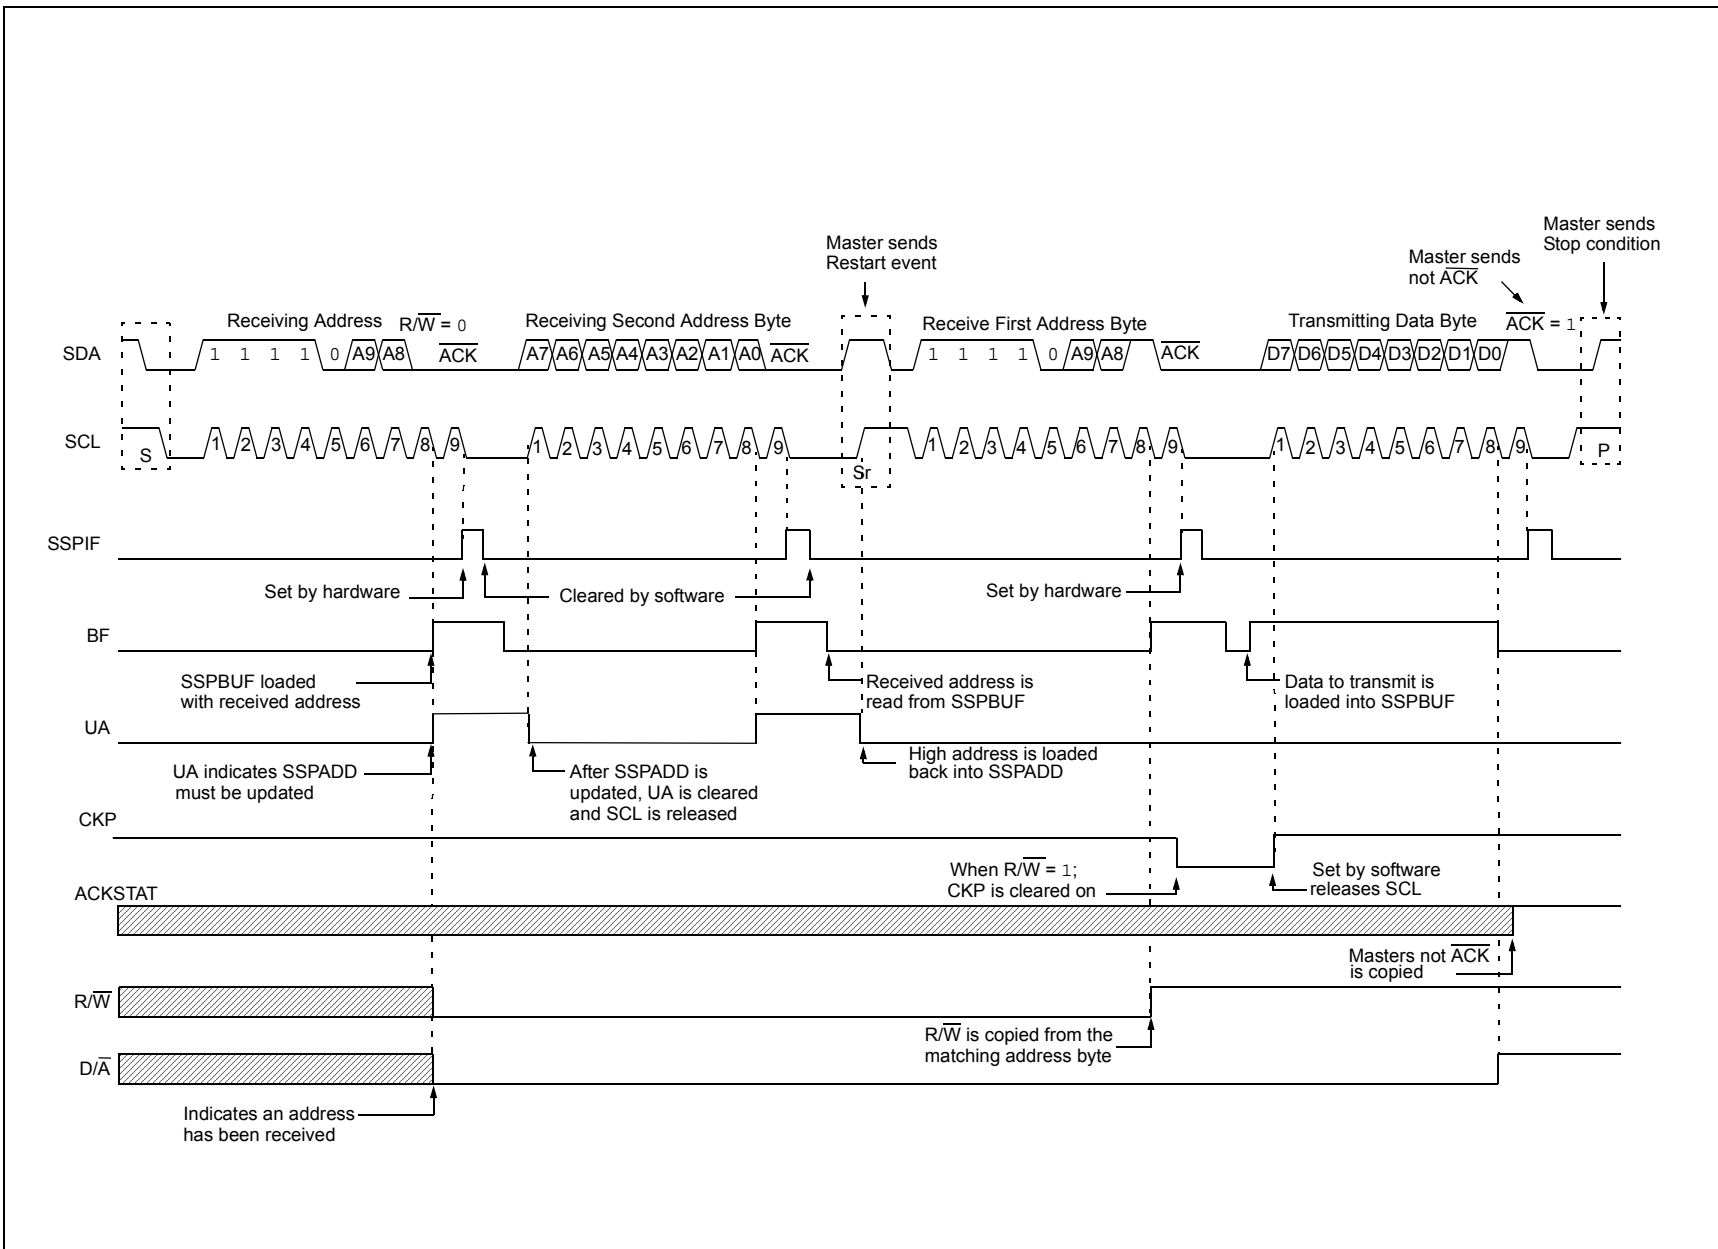 Master sends
Restart event
Master sends
not ACK
Master sends
Stop condition
Receiving Address R/W = 0
Receiving Second Address Byte
Receive First Address Byte
Transmitting Data Byte
ACK = 1
SDA
1 1 1 1 0 A9 A8 ACK
A7 A6 A5 A4 A3 A2 A1 A0 ACK
1 1 1 1 0 A9 A8 ACK
D7 D6 D5 D4 D3 D2 D1 D0
SCL
S
1 2 3 4 5 6 7 8 9
1 2 3 4 5 6 7 8 9
Sr
1 2 3 4 5 6 7 8 9
1 2 3 4 5 6 7 8 9
P
SSPIF
Set by hardware
Cleared by software
Set by hardware
BF
SSPBUF loaded
with received address
Received address is
read from SSPBUF
Data to transmit is
loaded into SSPBUF
UA
UA indicates SSPADD
must be updated
After SSPADD is
updated, UA is cleared
and SCL is released
High address is loaded
back into SSPADD
CKP
When R/W = 1;
CKP is cleared on
Set by software
releases SCL
ACKSTAT
Masters not ACK
is copied
R/W
R/W is copied from the
matching address byte
D/A
Indicates an address
has been received